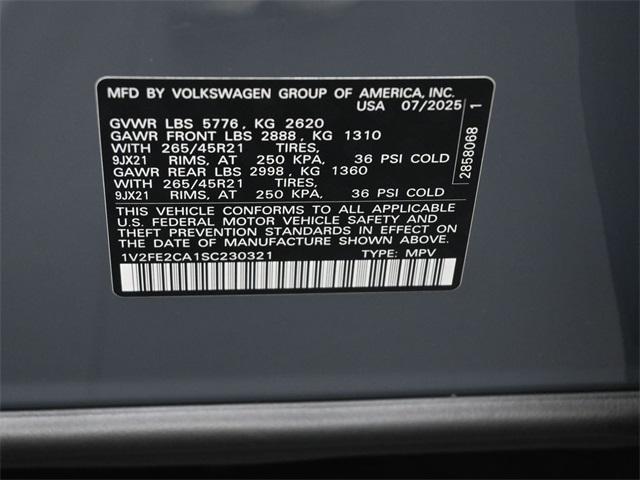 MFD BY VOLKSWAGEN GROUP OF AMERICA, INC.
USA 07/2025
GVWR LBS 5776, KG 2620
GAWR FRONT LBS 2888, KG 1310
WITH 265/45R21 TIRES,
9JX21 RIMS, AT 250 KPA, 36 PSI COLD
GAWR REAR LBS 2998, KG 1360
WITH 265/45R21 TIRES,
9JX21 RIMS, AT 250 KPA, 36 PSI COLD
THIS VEHICLE CONFORMS TO ALL APPLICABLE
U.S. FEDERAL MOTOR VEHICLE SAFETY AND
THEFT PREVENTION STANDARDS IN EFFECT ON
THE DATE OF MANUFACTURE SHOWN ABOVE.
1V2FE2CA1SC230321 TYPE: MPV
2858068 1